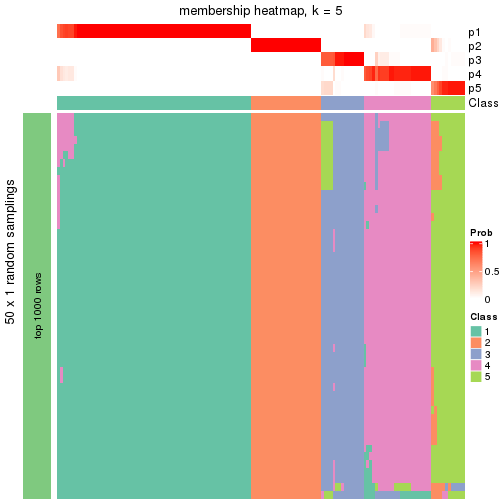 membership heatmap, k = 5
p1
p2
p3
p4
p5
Class
50 x 1 random samplings
top 1000 rows
Prob
1
0.5
0
Class
1
2
3
4
5